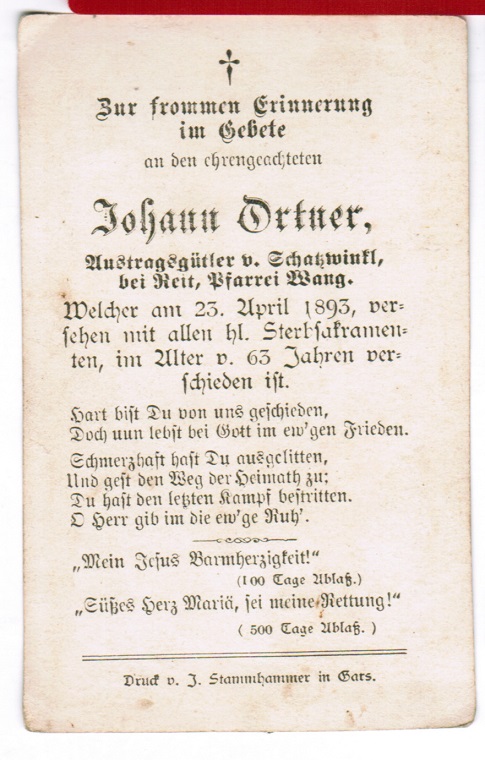 †
Zur frommen Erinnerung
im Gebete
an den ehrengeachteten
Johann Ortner,
Austragsgütler v. Schatzwinkl,
bei Reit, Pfarrei Wang.
Welcher am 23. April 1893, ver-
sehen mit allen hl. Sterbsakramen-
ten, im Alter v. 63 Jahren ver-
schieden ist.
Hart bist Du von uns geschieden,
Doch nun lebst bei Gott im ew'gen Frieden.
Schmerzhaft hast Du ausgelitten,
Und gest den Weg der Heimath zu:
Du hast den letzten Kampf bestritten.
O Herr gib im die ew'ge Ruh'.
„Mein Jesus Barmherzigkeit!“
(100 Tage Ablaß.)
„Süßes Herz Mariä, sei meine Rettung!“
( 500 Tage Ablaß. )
Druck v. J. Stammhammer in Gars.